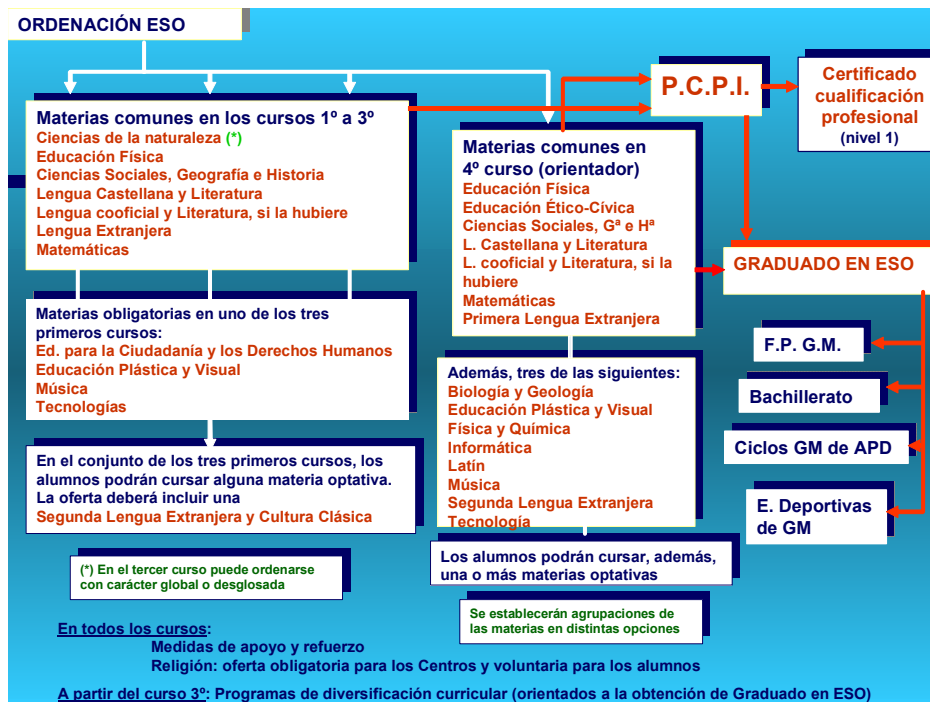 ORDENACIÓN ESO
Materias comunes en los cursos 1º a 3º
Ciencias de la naturaleza (*)
Educación Física
Ciencias Sociales, Geografía e Historia
Lengua Castellana y Literatura
Lengua cooficial y Literatura, si la hubiere
Lengua Extranjera
Matemáticas
Materias obligatorias en uno de los tres
primeros cursos:
Ed. para la Ciudadanía y los Derechos Humanos
Educación Plástica y Visual
Música
Tecnologías
En el conjunto de los tres primeros cursos, los
alumnos podrán cursar alguna materia optativa.
La oferta deberá incluir una
Segunda Lengua Extranjera y Cultura Clásica
(*) En el tercer curso puede ordenarse
con carácter global o desglosada
Materias comunes en
4º curso (orientador)
Educación Física
Educación Ético-Cívica
Ciencias Sociales, Gª e Hª
L. Castellana y Literatura
L. cooficial y Literatura, si la
hubiere
Matemáticas
Primera Lengua Extranjera
Además, tres de las siguientes:
Biología y Geología
Educación Plástica y Visual
Física y Química
Informática
Latín
Música
Segunda Lengua Extranjera
Tecnología
Los alumnos podrán cursar, además,
una o más materias optativas
Se establecerán agrupaciones de
las materias en distintas opciones
P.C.P.I.
Certificado
cualificación
profesional
(nivel 1)
GRADUADO EN ESO
F.P. G.M.
Bachillerato
Ciclos GM de APD
E. Deportivas
de GM
En todos los cursos:
Medidas de apoyo y refuerzo
Religión: oferta obligatoria para los Centros y voluntaria para los alumnos
A partir del curso 3º: Programas de diversificación curricular (orientados a la obtención de Graduado en ESO)